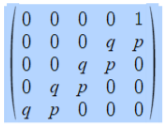 0 0 0 0 1
0 0 0 q p
0 0 q p 0
0 q p 0 0
q p 0 0 0